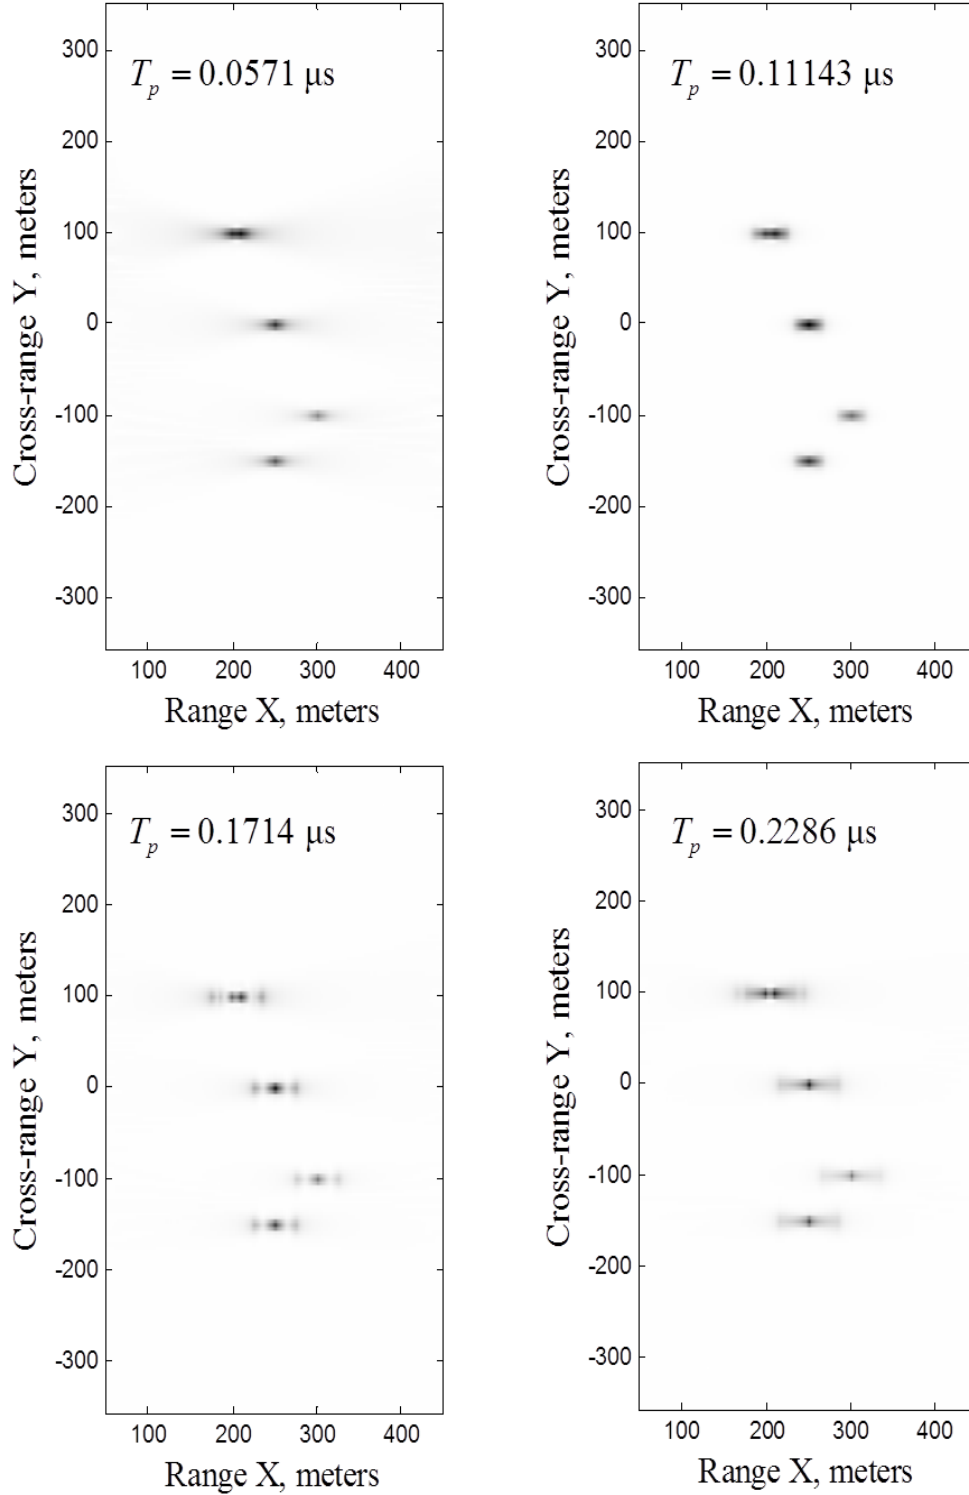 T_p = 0.0571 μs
300
200
100
0
-100
-200
-300
Cross-range Y, meters
100 200 300 400
Range X, meters
T_p = 0.11143 μs
300
200
100
0
-100
-200
-300
Cross-range Y, meters
100 200 300 400
Range X, meters
T_p = 0.1714 μs
300
200
100
0
-100
-200
-300
Cross-range Y, meters
100 200 300 400
Range X, meters
T_p = 0.2286 μs
300
200
100
0
-100
-200
-300
Cross-range Y, meters
100 200 300 400
Range X, meters